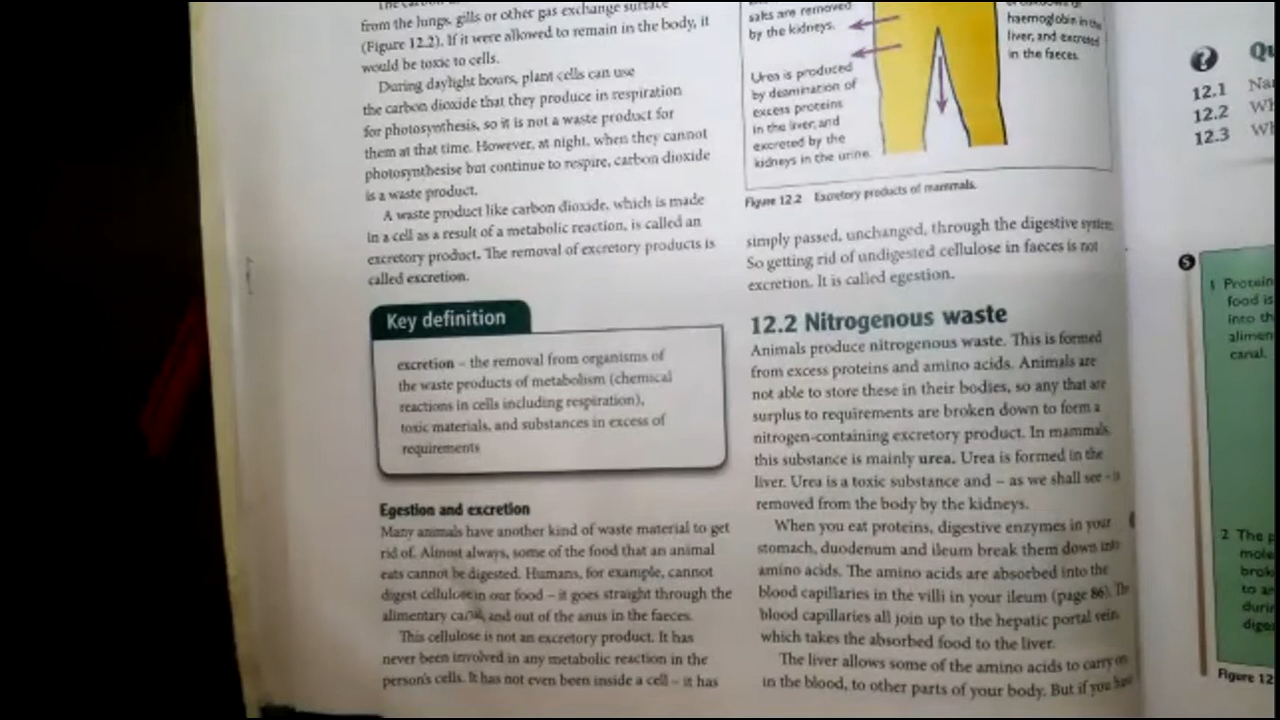 from the lungs, gills or other gas exchange surface
(Figure 12.2). If it were allowed to remain in the body, it
would be toxic to cells.
During daylight hours, plant cells can use
the carbon dioxide that they produce in respiration
for photosynthesis, so it is not a waste product for
them at that time. However, at night, when they cannot
photosynthesise but continue to respire, carbon dioxide
is a waste product.
A waste product like carbon dioxide, which is made
in a cell as a result of a metabolic reaction, is called an
excretory product. The removal of excretory products is
called excretion.
Key definition
excretion – the removal from organisms of
the waste products of metabolism (chemical
reactions in cells including respiration),
toxic materials, and substances in excess of
requirements
Egestion and excretion
Many animals have another kind of waste material to get
rid of. Almost always, some of the food that an animal
eats cannot be digested. Humans, for example, cannot
digest cellulose in our food – it goes straight through the
alimentary canal, and out of the anus in the faeces.
This cellulose is not an excretory product. It has
never been involved in any metabolic reaction in the
person's cells. It has not even been inside a cell – it has
salts are removed
by the kidneys.
Urea is produced
by deamination of
excess proteins
in the liver, and
excreted by the
kidneys in the urine.
haemoglobin in the
liver, and excreted
in the faeces.
Figure 12.2 Excretory products of mammals.
simply passed, unchanged, through the digestive system.
So getting rid of undigested cellulose in faeces is not
excretion. It is called egestion.
12.2 Nitrogenous waste
Animals produce nitrogenous waste. This is formed
from excess proteins and amino acids. Animals are
not able to store these in their bodies, so any that are
surplus to requirements are broken down to form a
nitrogen-containing excretory product. In mammals,
this substance is mainly urea. Urea is formed in the
liver. Urea is a toxic substance and – as we shall see – is
removed from the body by the kidneys.
When you eat proteins, digestive enzymes in your
stomach, duodenum and ileum break them down into
amino acids. The amino acids are absorbed into the
blood capillaries in the villi in your ileum (page 86). The
blood capillaries all join up to the hepatic portal vein,
which takes the absorbed food to the liver.
The liver allows some of the amino acids to carry on
in the blood, to other parts of your body. But if you have
? Qu
12.1 Na
12.2 Wh
12.3 Wh
S
1 Protein
food is
into th
alimen
canal.
2 The p
mole
brok
to a
durin
diges
Figure 12